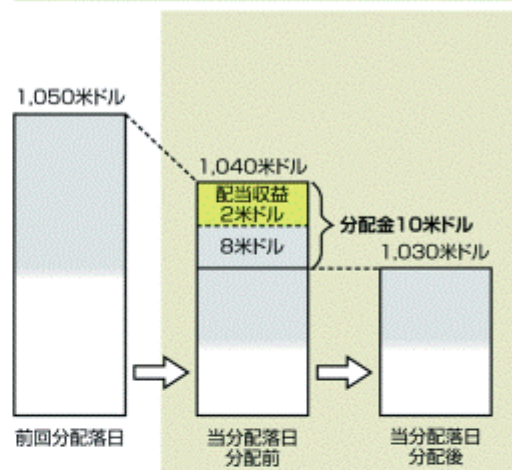 1,050米ドル
1,040米ドル
配当収益
2米ドル
8米ドル
分配金10米ドル
1,030米ドル
前回分配落日
当分配落日
分配前
当分配落日
分配後